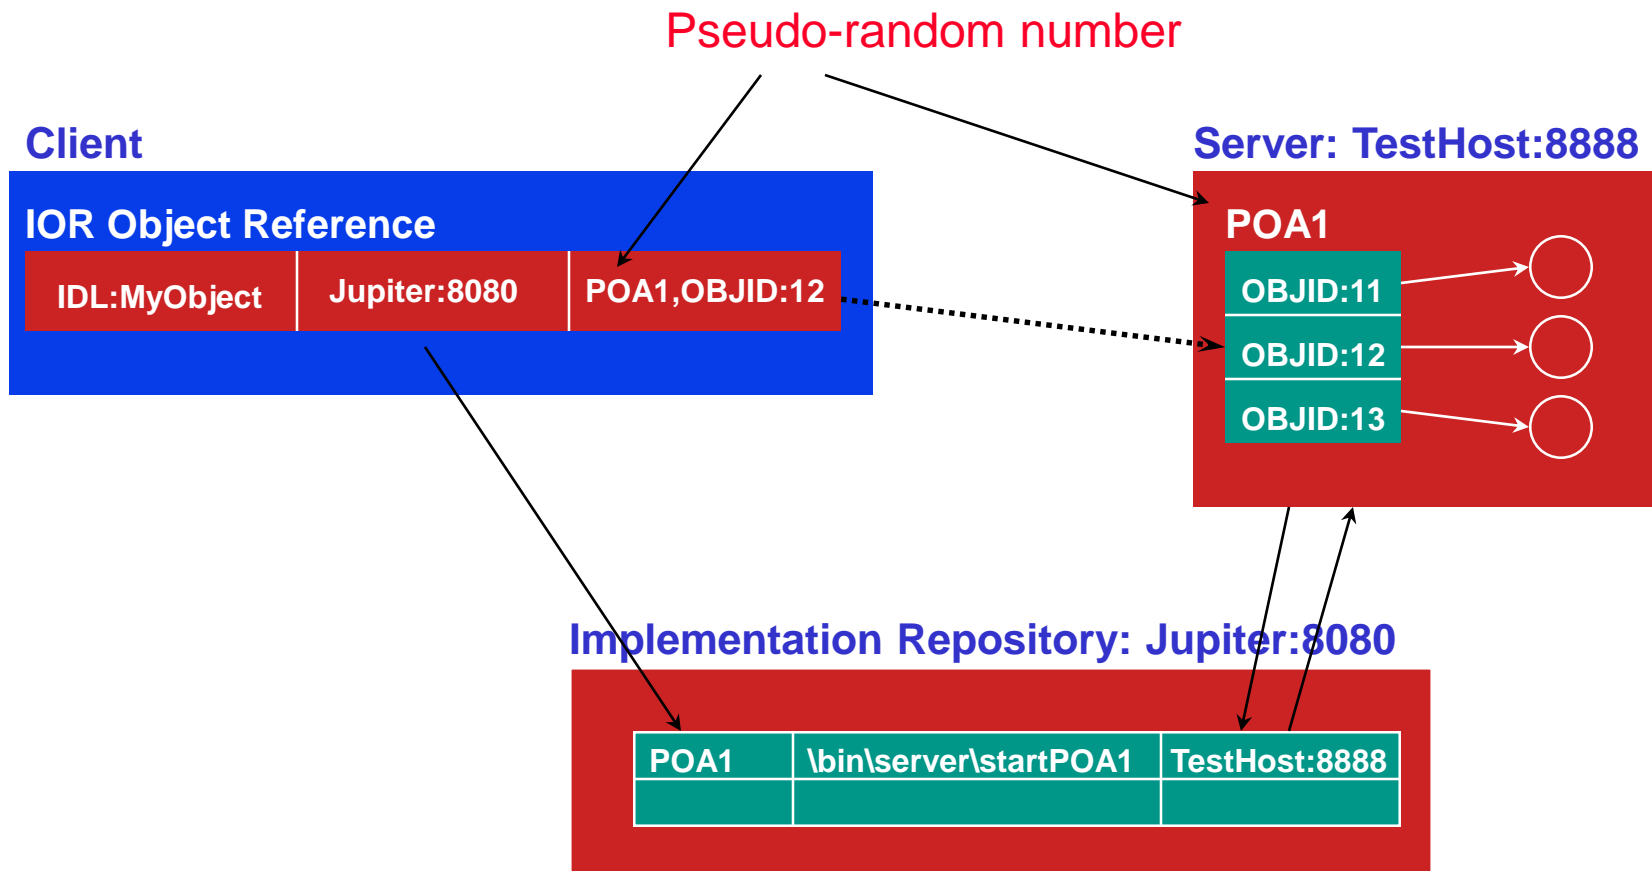 Pseudo-random number
Client
Server: TestHost:8888
IOR Object Reference
IDL:MyObject Jupiter:8080 POA1,OBJID:12
POA1
OBJID:11
OBJID:12
OBJID:13
Implementation Repository: Jupiter:8080
POA1 \bin\server\startPOA1 TestHost:8888